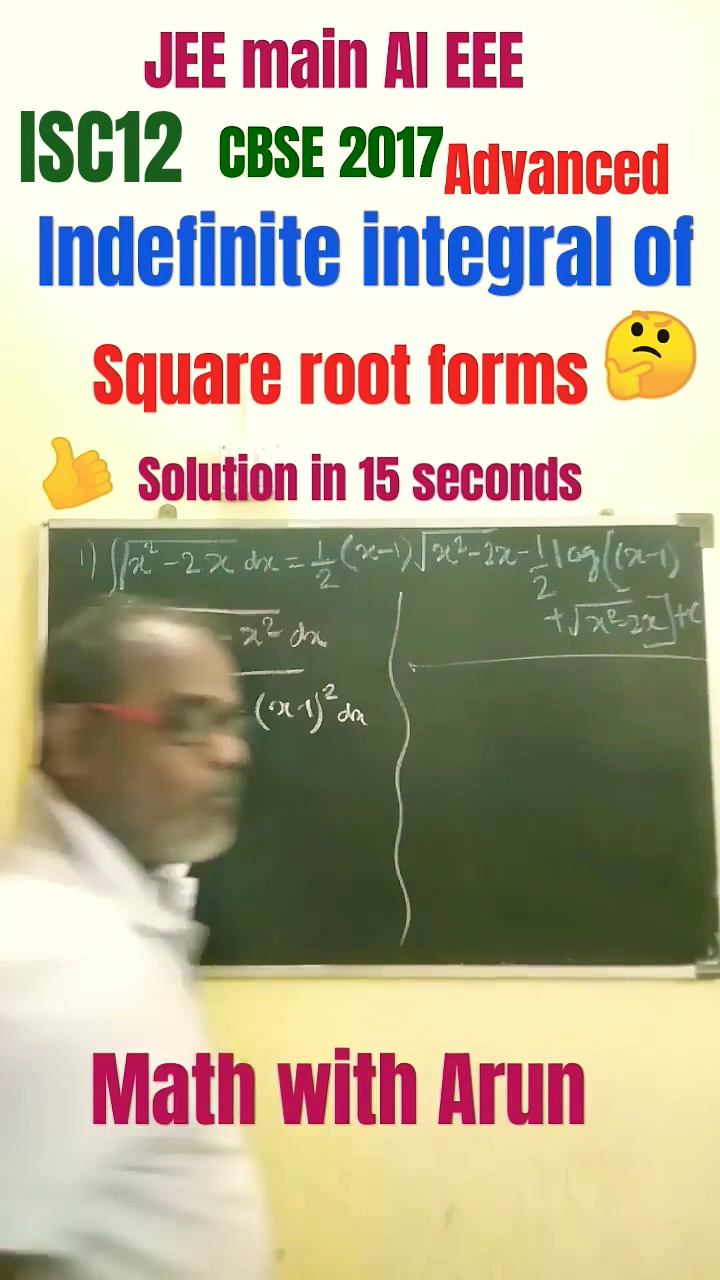 JEE main AI EEE
ISC12 CBSE 2017 Advanced
Indefinite integral of
Square root forms
Solution in 15 seconds
1) ∫√x²-2x dx = 1/2 (x-1)√x²-2x - 1/2 log[(x-1)
+√x²-2x]+c
- x² dx
(x-1)² dx
Math with Arun